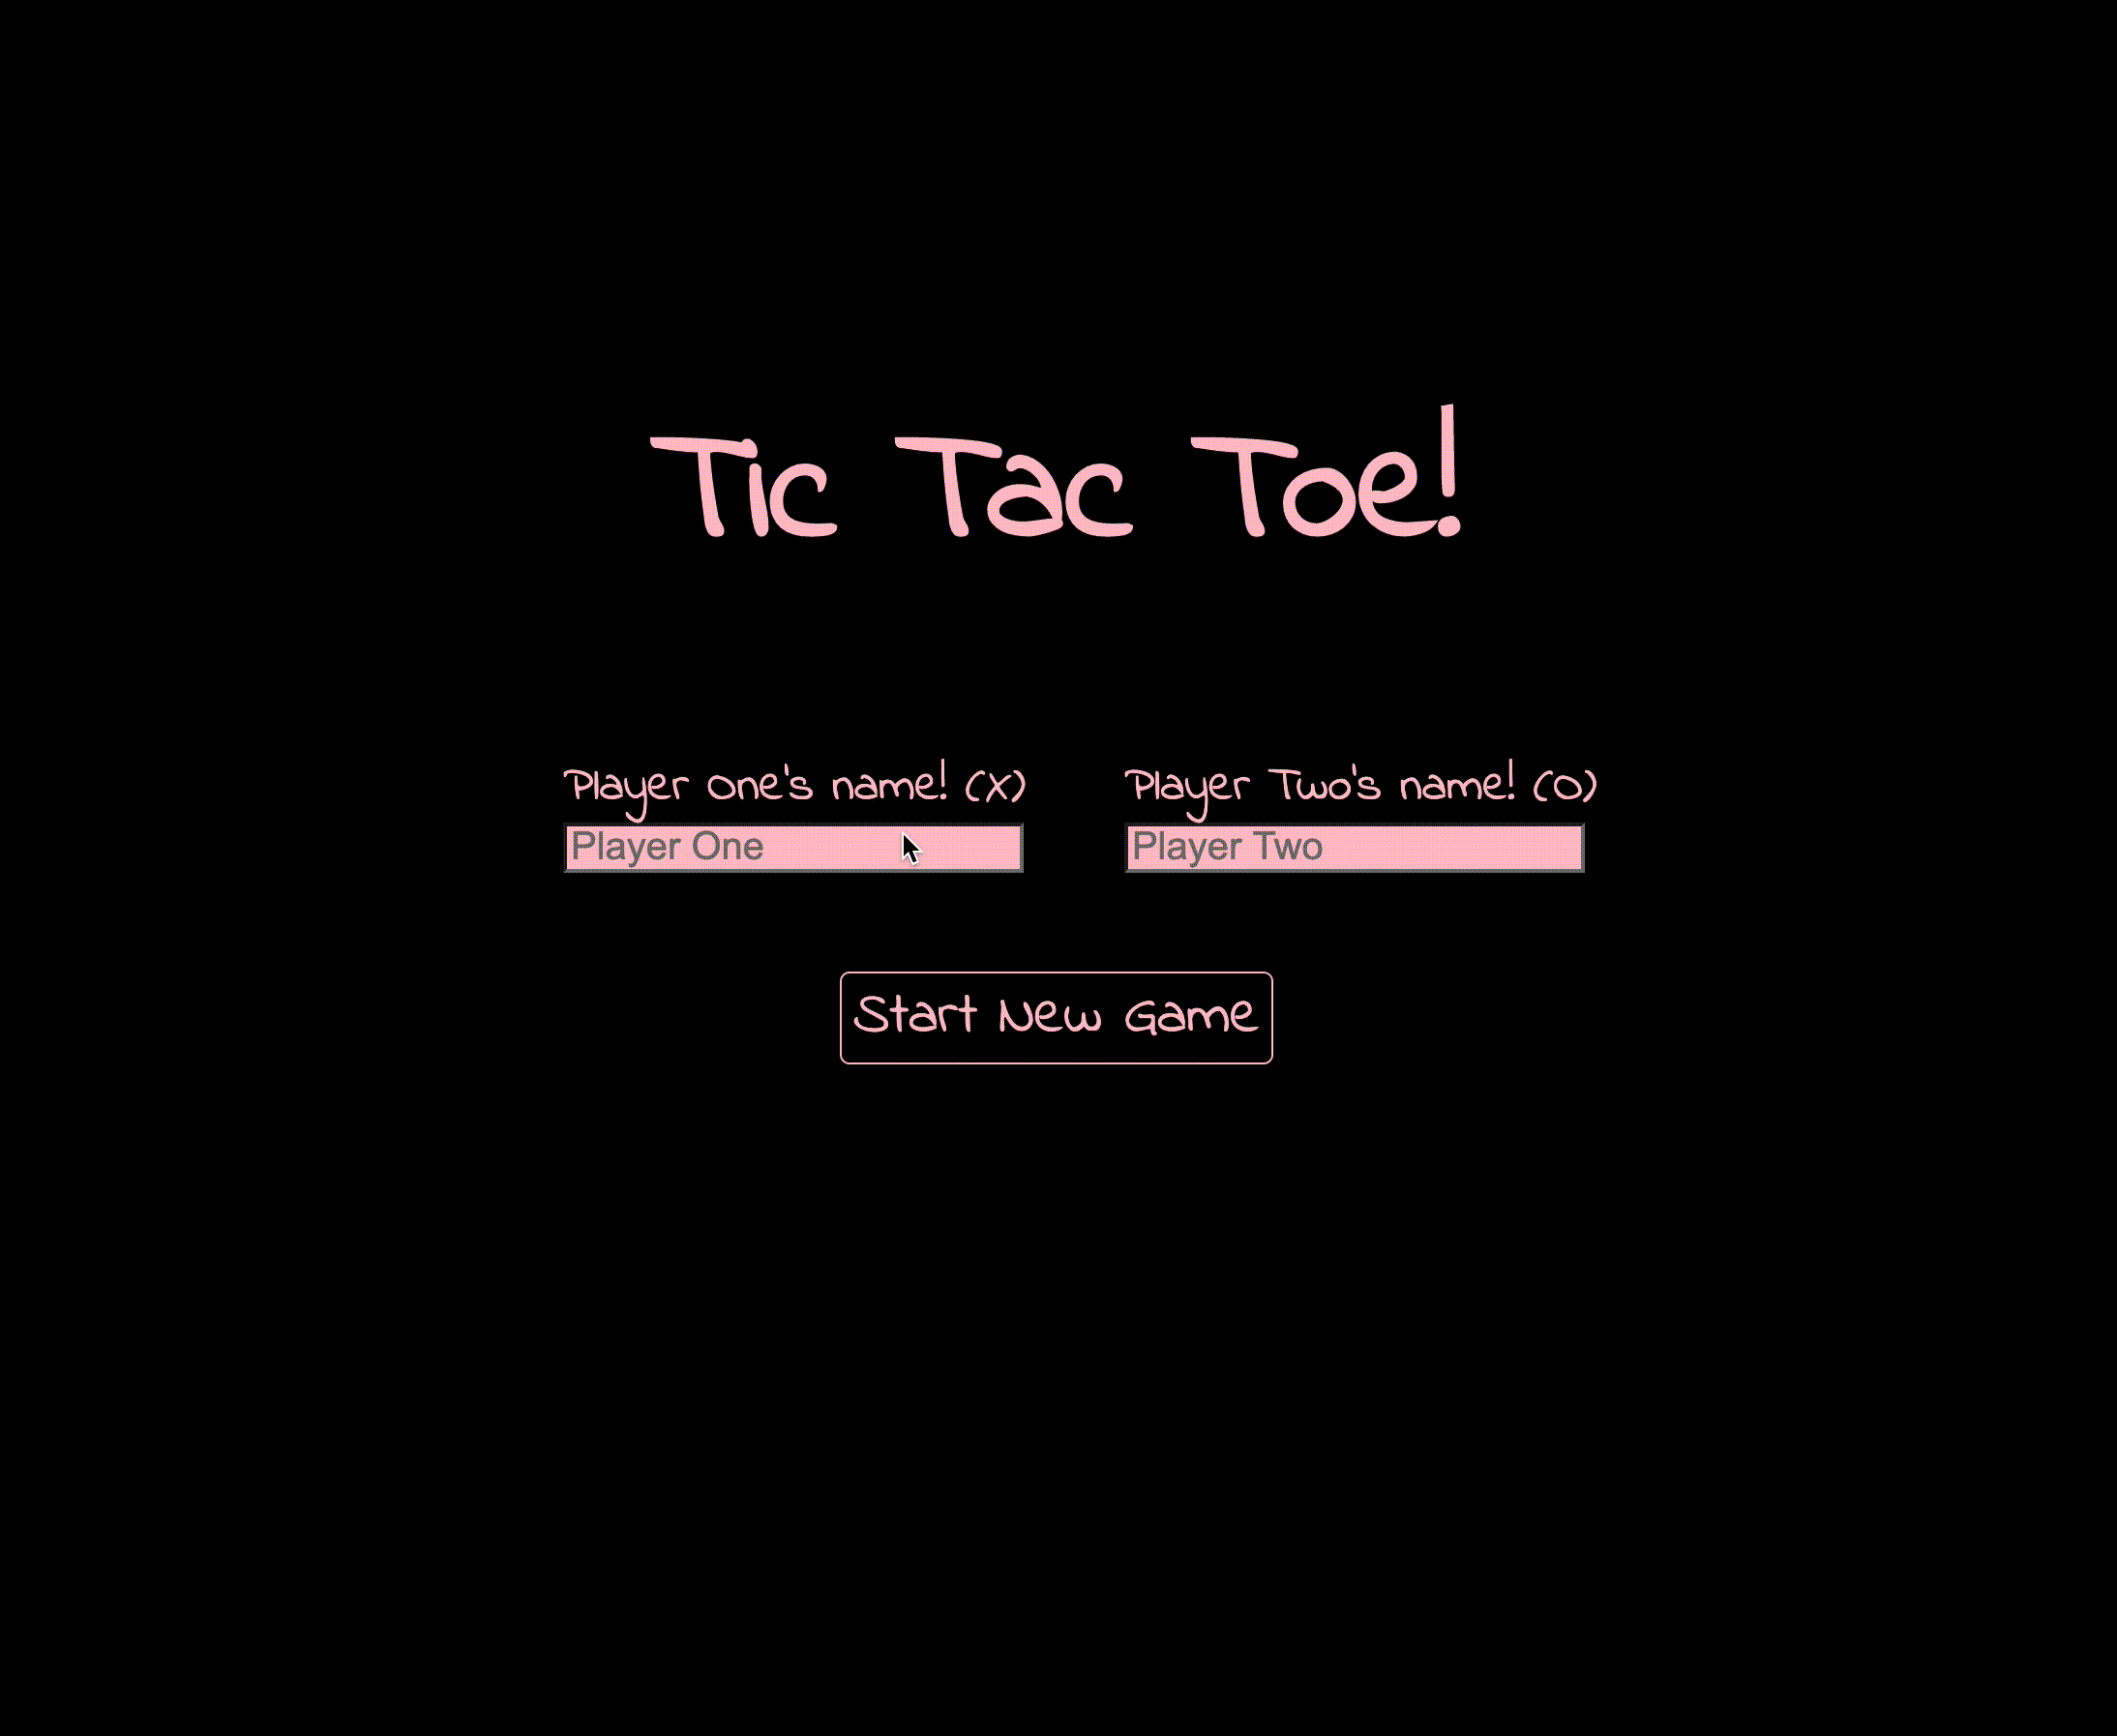 Tic Tac Toe!
Player one's name! (X)
Player Two's name! (O)
Player One
Player Two
Start New Game